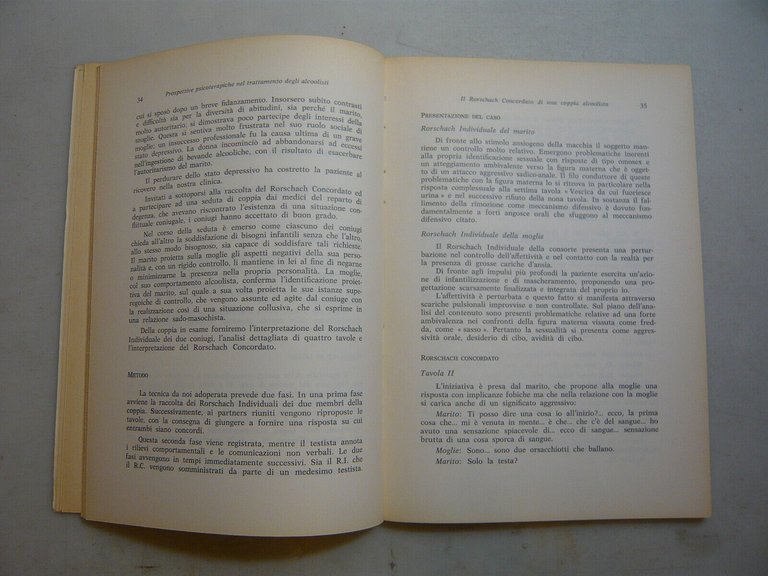 34
Prospettive psicoterapiche nel trattamento degli alcoolisti
cui si sposò dopo un breve fidanzamento. Insorsero subito contrasti
e difficoltà sia per la diversità di abitudini, sia perché il marito,
molto autoritario, si dimostrava poco partecipe degli interessi della
moglie. Questa si sentiva molto frustrata nel suo ruolo sociale di
moglie; un insuccesso professionale fu la causa ultima di un grave
stato depressivo. La donna incominciò ad abbandonarsi ad eccessi
nell'ingestione di bevande alcooliche, con il risultato di esacerbare
l'autoritarismo del marito.
Il perdurare dello stato depressivo ha costretto la paziente al
ricovero nella nostra clinica.
Invitati a sottoporsi alla raccolta del Rorschach Concordato ed
a partecipare ad una seduta di coppia dai medici del reparto di
degenza, che avevano riscontrato l'esistenza di una situazione con-
flittuale coniugale, i coniugi hanno accettato di buon grado.
Nel corso della seduta è emerso come ciascuno dei coniugi
chieda all'altro la soddisfazione di bisogni infantili senza che l'altro,
allo stesso modo bisognoso, sia capace di soddisfare tali richieste.
Il marito proietta sulla moglie gli aspetti negativi della sua perso-
nalità e, con un rigido controllo, li mantiene in lei al fine di negarne
o minimizzarne la presenza nella propria personalità. La moglie,
col suo comportamento alcoolista, conferma l'identificazione proiet-
tiva del marito, sul quale a sua volta proietta le sue istanze supe-
regoiche di controllo, che vengono assunte ed agite dal coniuge con
la realizzazione così di una situazione collusiva, che si esprime in
una relazione sado-masochista.
Della coppia in esame forniremo l'interpretazione del Rorschach
Individuale dei due coniugi, l'analisi dettagliata di quattro tavole e
l'interpretazione del Rorschach Concordato.
METODO
La tecnica da noi adoperata prevede due fasi. In una prima fase
avviene la raccolta dei Rorschach Individuali dei due membri della
coppia. Successivamente, ai partners riuniti vengono riproposte le
tavole, con la consegna di giungere a fornire una risposta su cui
entrambi siano concordi.
Questa seconda fase viene registrata, mentre il testista annota
i rilievi comportamentali e le comunicazioni non verbali. Le due
fasi avvengono in tempi immediatamente successivi. Sia il R.I. che
il R.C. vengono somministrati da parte di un medesimo testista.
Il Rorschach Concordato di una coppia alcoolista
35
PRESENTAZIONE DEL CASO
Rorschach Individuale del marito
Di fronte allo stimolo ansiogeno della macchia il soggetto man-
tiene un controllo molto relativo. Emergono problematiche inerenti
alla propria identificazione sessuale con risposte di tipo omosex e
un atteggiamento ambivalente verso la figura materna che è ogget-
to di un attacco aggressivo sadico-anale. Il filo conduttore di queste
problematiche con la figura materna lo si ritrova in particolare nella
risposta complessuale alla settima tavola « Vescica da cui fuoriesce
urina » e nel successivo rifiuto della nona tavola. In sostanza il fal-
limento della rimozione come meccanismo difensivo è dovuto fon-
damentalmente a forti angosce orali che sfuggono al meccanismo
difensivo citato.
Rorschach Individuale della moglie
Il Rorschach Individuale della consorte presenta una pertur-
bazione nel controllo dell'affettività e nel contatto con la realtà per
la presenza di grosse cariche d'ansia.
Di fronte agli impulsi più profondi la paziente esercita un'azio-
ne di infantilizzazione e di mascheramento, proponendo una pro-
gettazione scarsamente finalizzata e integrata del proprio io.
L'affettività è perturbata e questo fatto si manifesta attraverso
scariche pulsionali improvvise e non controllabili. Sul piano dell'ana-
lisi del contenuto sono presenti problematiche relative ad una forte
ambivalenza nei confronti della figura materna vissuta come fred-
da, come « sasso ». Pertanto la sessualità si presenta come aggres-
sività orale, desiderio di cibo, avidità di cibo.
RORSCHACH CONCORDATO
Tavola II
L'iniziativa è presa dal marito, che propone alla moglie una
risposta con implicanze fobiche ma che nella relazione con la moglie
si carica anche di un significato aggressivo:
Marito: Ti posso dire una cosa io all'inizio?... ecco, la prima
cosa che... mi è venuta in mente... è che... che c'è del sangue... ho
avuto una sensazione spiacevole di... ecco di sangue... sensazione
brutta di una cosa sporca di sangue.
Moglie: Sono... sono due orsacchiotti che ballano.
Marito: Solo la testa?